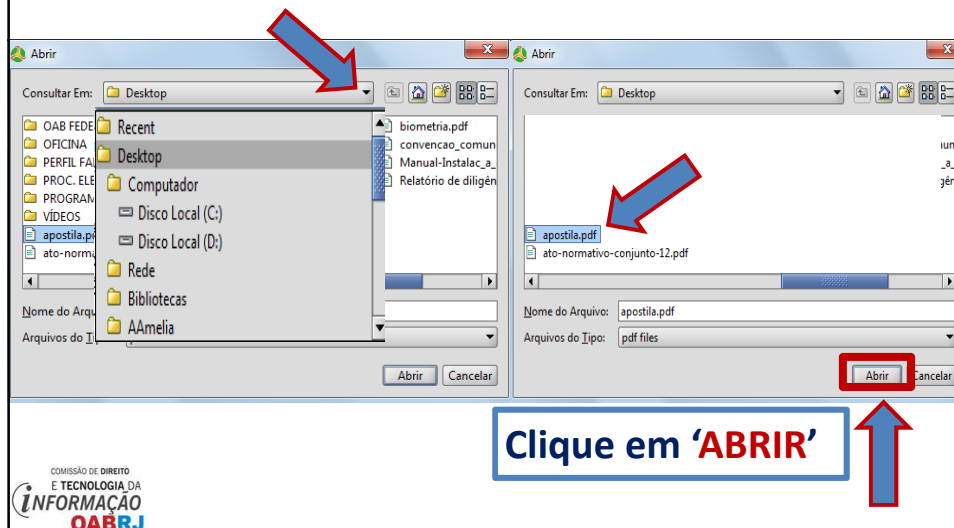 Abrir
Consultar Em: Desktop
Recent
Desktop
Computador
Disco Local (C:)
Disco Local (D:)
Rede
Bibliotecas
AAmelia
OAB FEDE
OFICINA
PERFIL FA
PROC. ELE
PROGRAM
VÍDEOS
apostila.p
ato-norma
biometria.pdf
convencao_comun
Manual-Instalac_a_
Relatório de diligên
Nome do Arqu
Arquivos do Ti
Abrir Cancelar
Abrir
Consultar Em: Desktop
apostila.pdf
ato-normativo-conjunto-12.pdf
Nome do Arquivo: apostila.pdf
Arquivos do Tipo: pdf files
Abrir Cancelar
Clique em ‘ABRIR’
COMISSÃO DE DIREITO
E TECNOLOGIA DA
INFORMAÇÃO
OABRJ